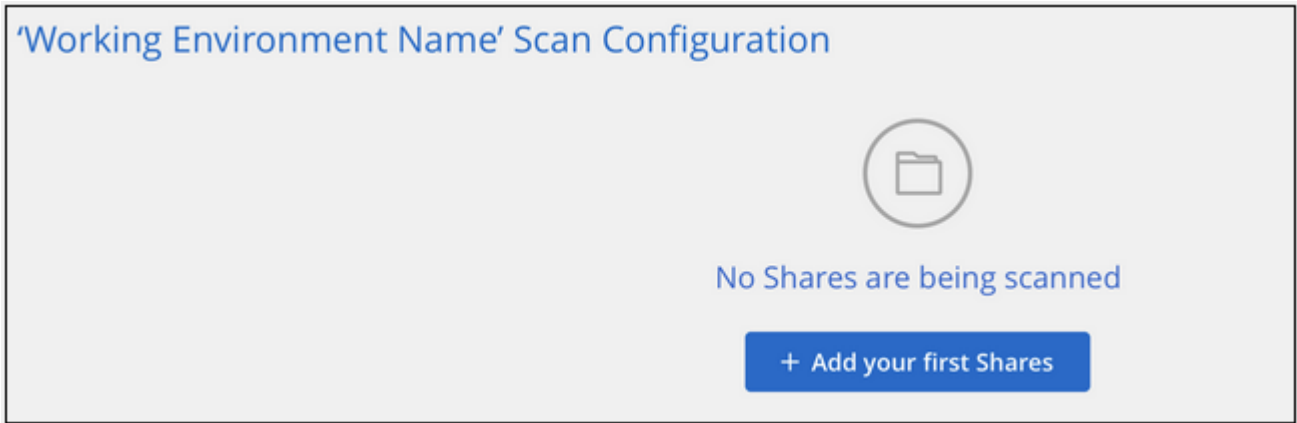 ‘Working Environment Name’ Scan Configuration
No Shares are being scanned
+ Add your first Shares